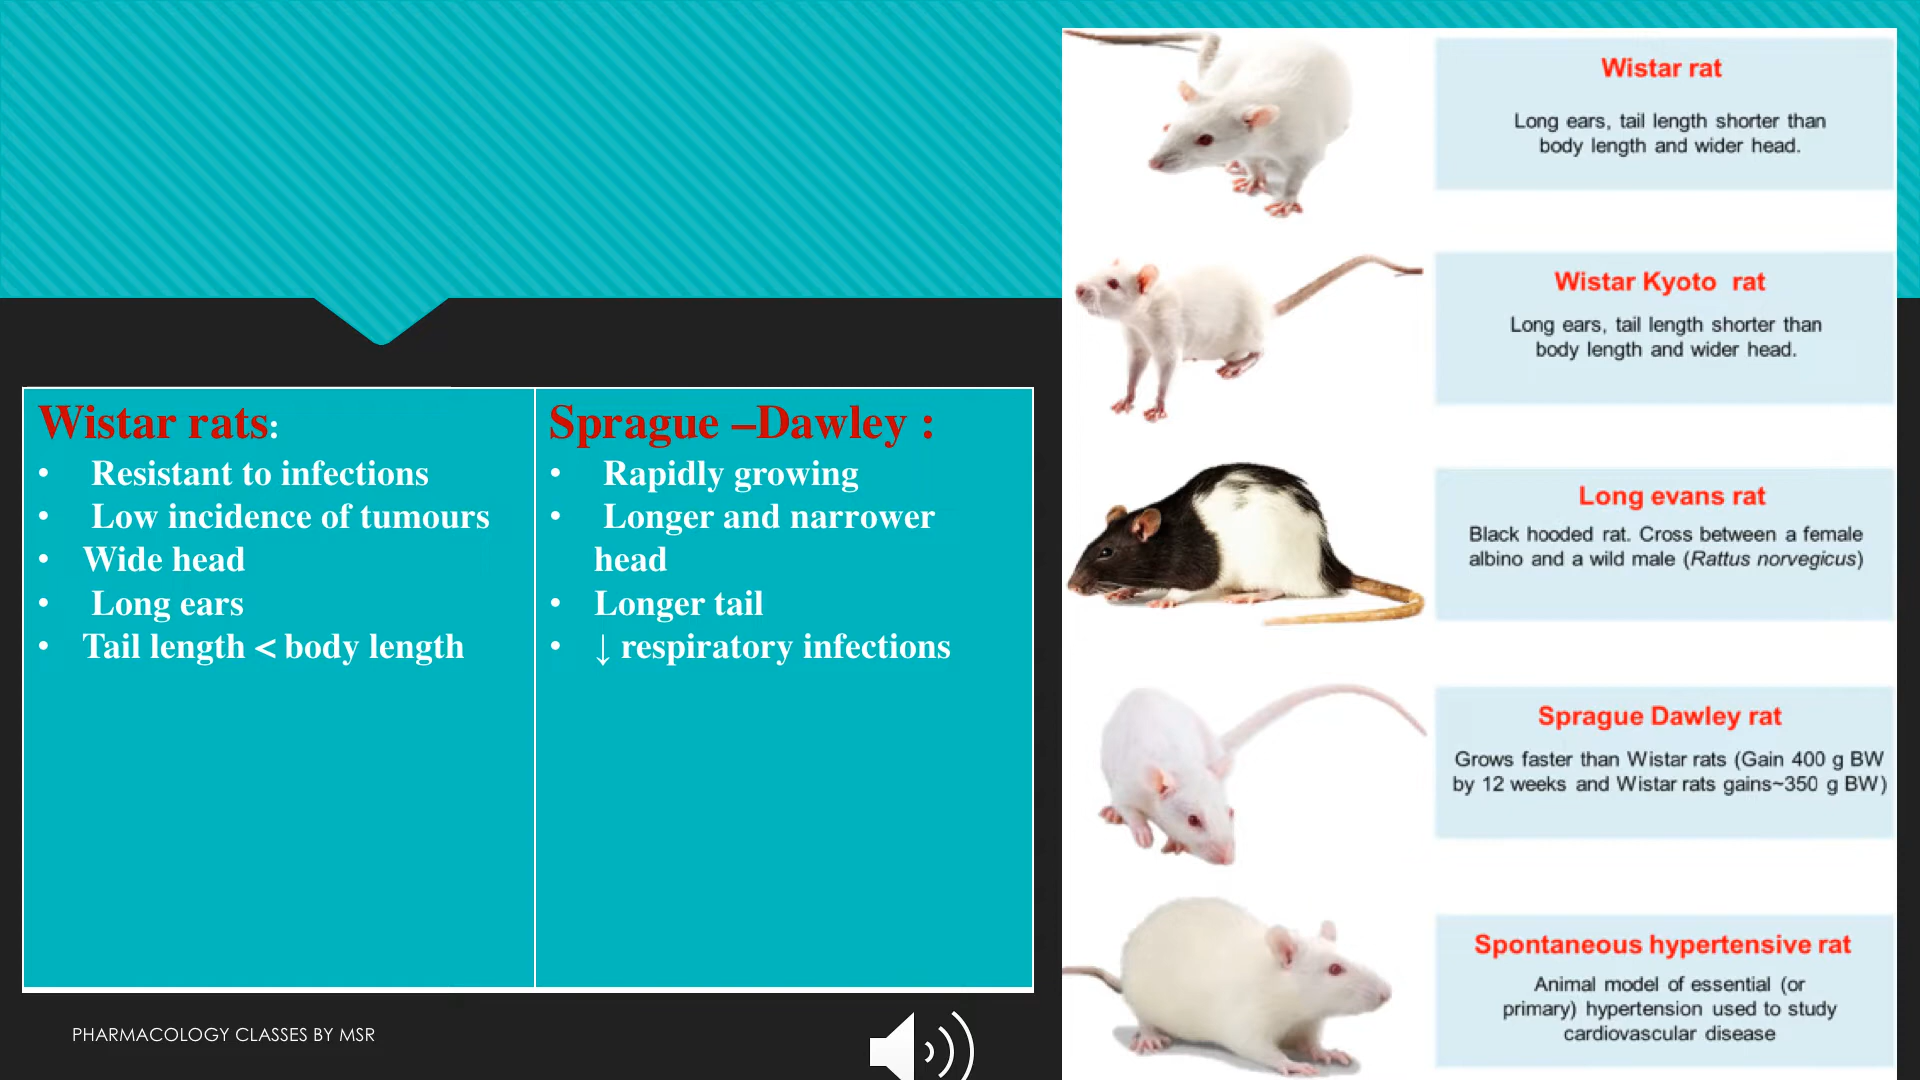 Wistar rats:
• Resistant to infections
• Low incidence of tumours
• Wide head
• Long ears
• Tail length < body length
Sprague –Dawley :
• Rapidly growing
• Longer and narrower
head
• Longer tail
• ↓ respiratory infections
PHARMACOLOGY CLASSES BY MSR
Wistar rat
Long ears, tail length shorter than
body length and wider head.
Wistar Kyoto rat
Long ears, tail length shorter than
body length and wider head.
Long evans rat
Black hooded rat. Cross between a female
albino and a wild male (Rattus norvegicus)
Sprague Dawley rat
Grows faster than Wistar rats (Gain 400 g BW
by 12 weeks and Wistar rats gains~350 g BW)
Spontaneous hypertensive rat
Animal model of essential (or
primary) hypertension used to study
cardiovascular disease